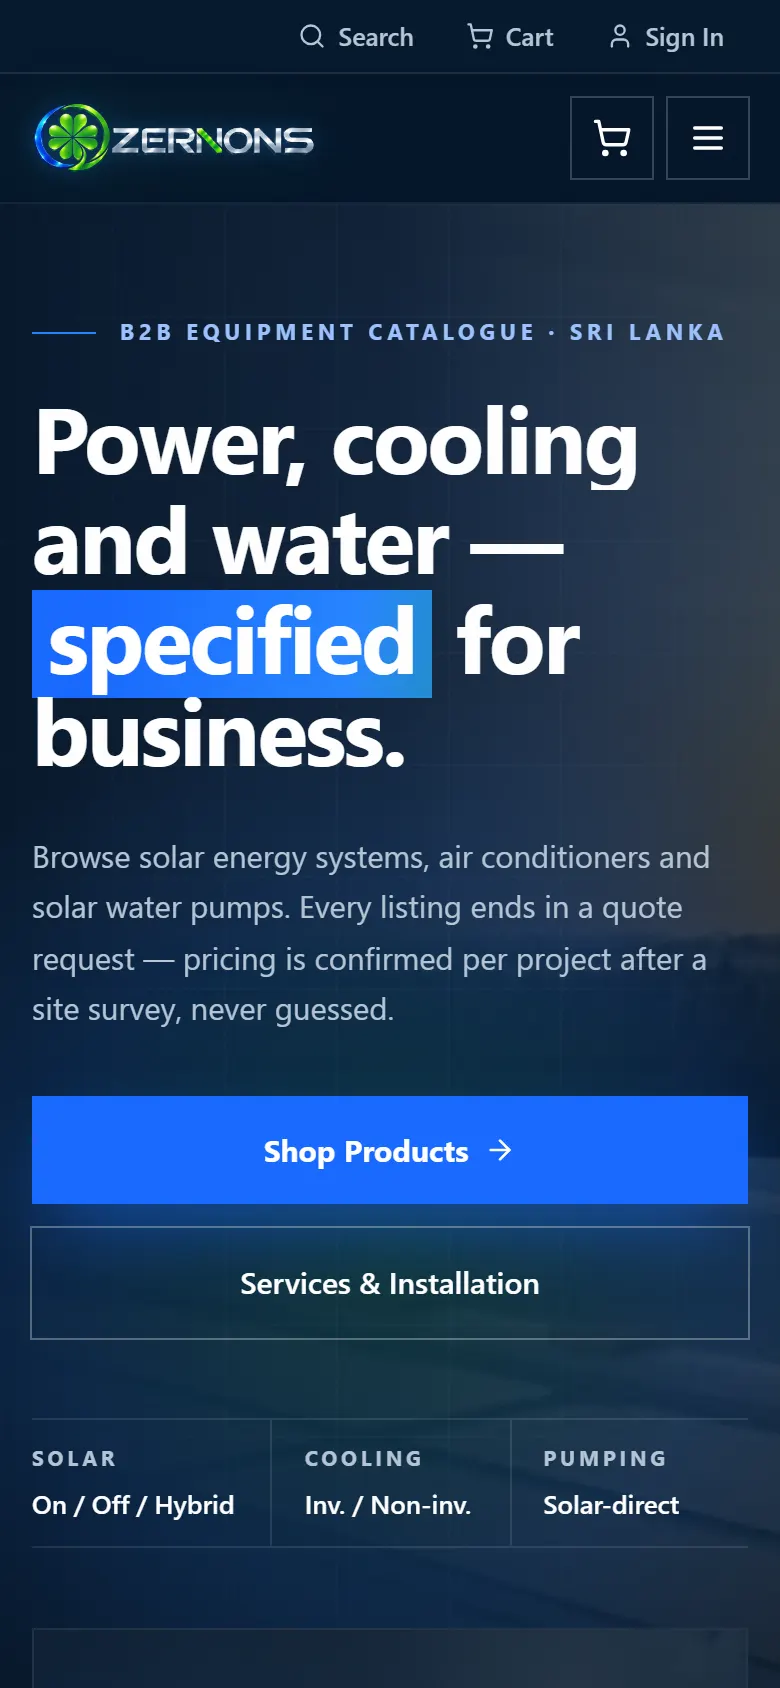 Search Cart Sign In
ZERNONS
B2B EQUIPMENT CATALOGUE · SRI LANKA
Power, cooling
and water —
specified for
business.
Browse solar energy systems, air conditioners and
solar water pumps. Every listing ends in a quote
request — pricing is confirmed per project after a
site survey, never guessed.
Shop Products →
Services & Installation
SOLAR COOLING PUMPING
On / Off / Hybrid Inv. / Non-inv. Solar-direct